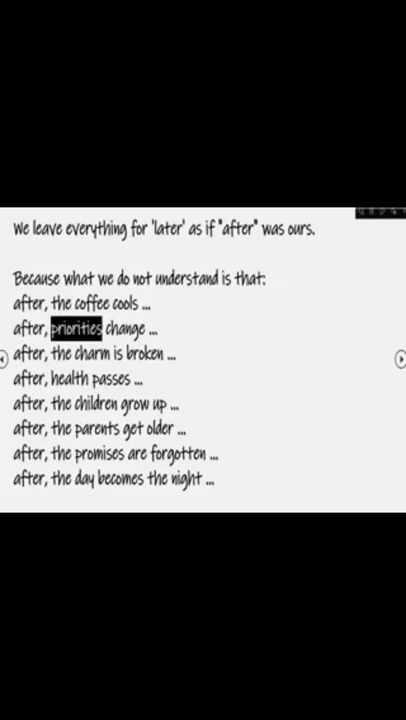 We leave everything for 'later' as if "after" was ours.
Because what we do not understand is that:
after, the coffee cools ...
after, priorities change ...
after, the charm is broken ...
after, health passes ...
after, the children grow up ...
after, the parents get older ...
after, the promises are forgotten ...
after, the day becomes the night ...